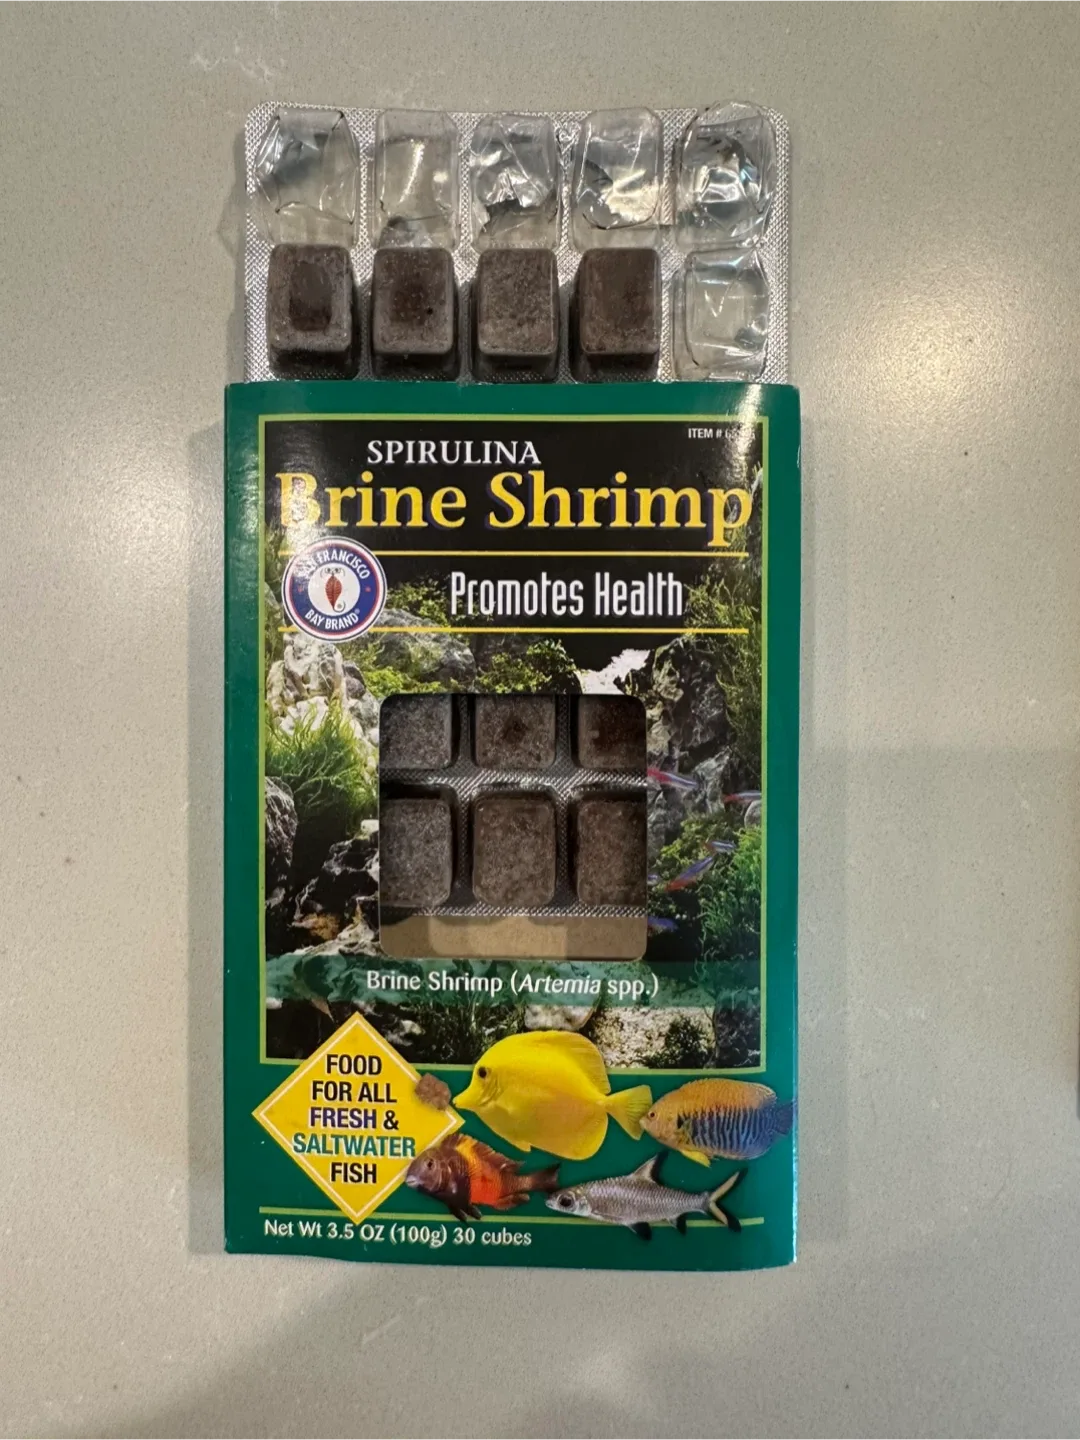 ITEM #
SPIRULINA
Brine Shrimp
SAN FRANCISCO
BAY BRAND®
Promotes Health
Brine Shrimp (Artemia spp.)
FOOD
FOR ALL
FRESH &
SALTWATER
FISH
Net Wt 3.5 OZ (100g) 30 cubes